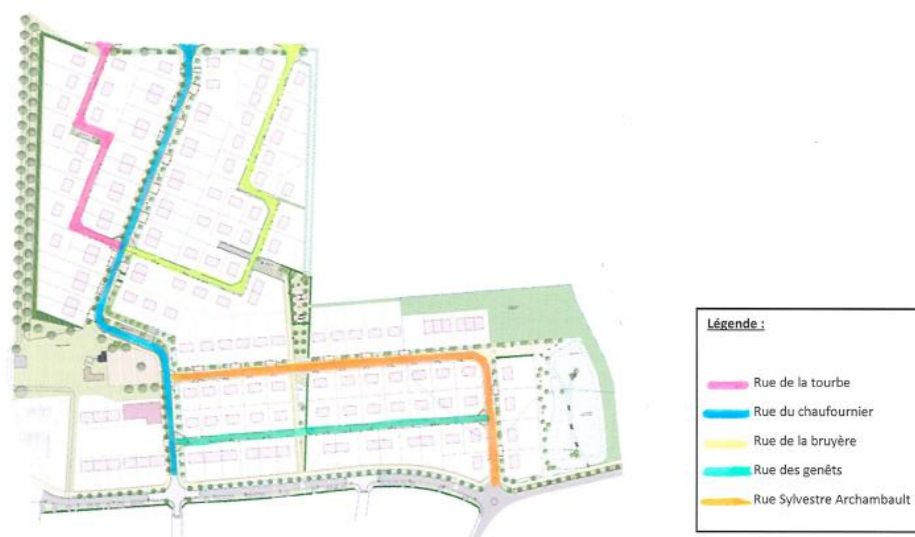 Légende :
Rue de la tourbe
Rue du chaufournier
Rue de la bruyère
Rue des genêts
Rue Sylvestre Archambault